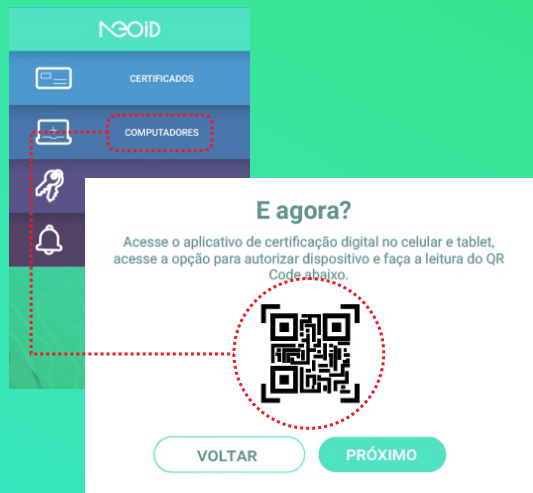 NEOID
CERTIFICADOS
COMPUTADORES
E agora?
Acesse o aplicativo de certificação digital no celular e tablet,
acesse a opção para autorizar dispositivo e faça a leitura do QR
Code abaixo.
VOLTAR
PRÓXIMO